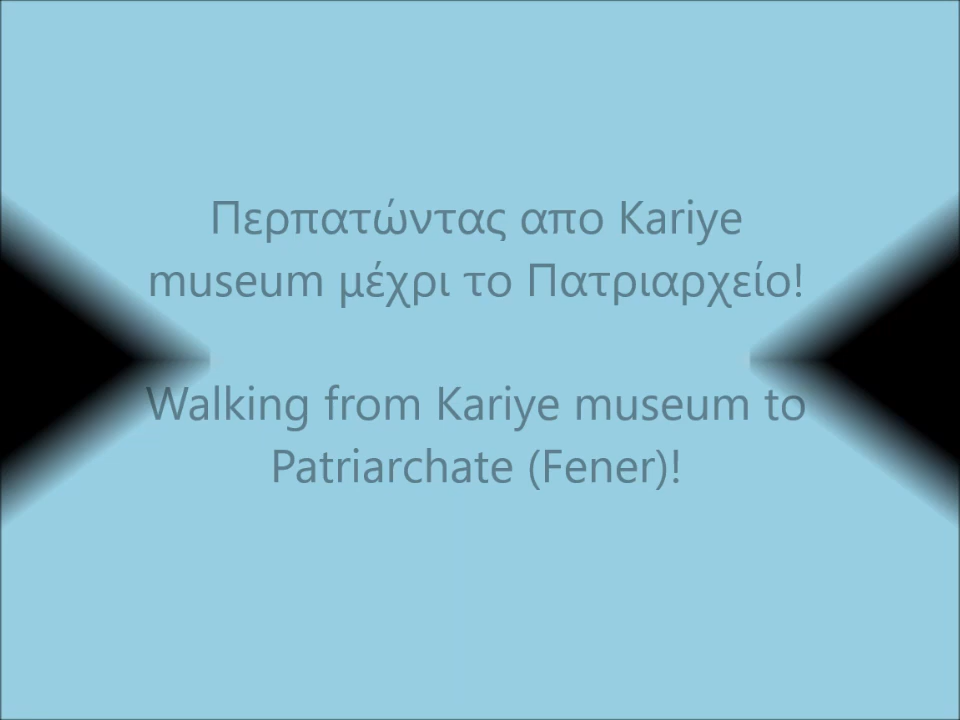 Περπατώντας απο Kariye
museum μέχρι το Πατριαρχείο!
Walking from Kariye museum to
Patriarchate (Fener)!